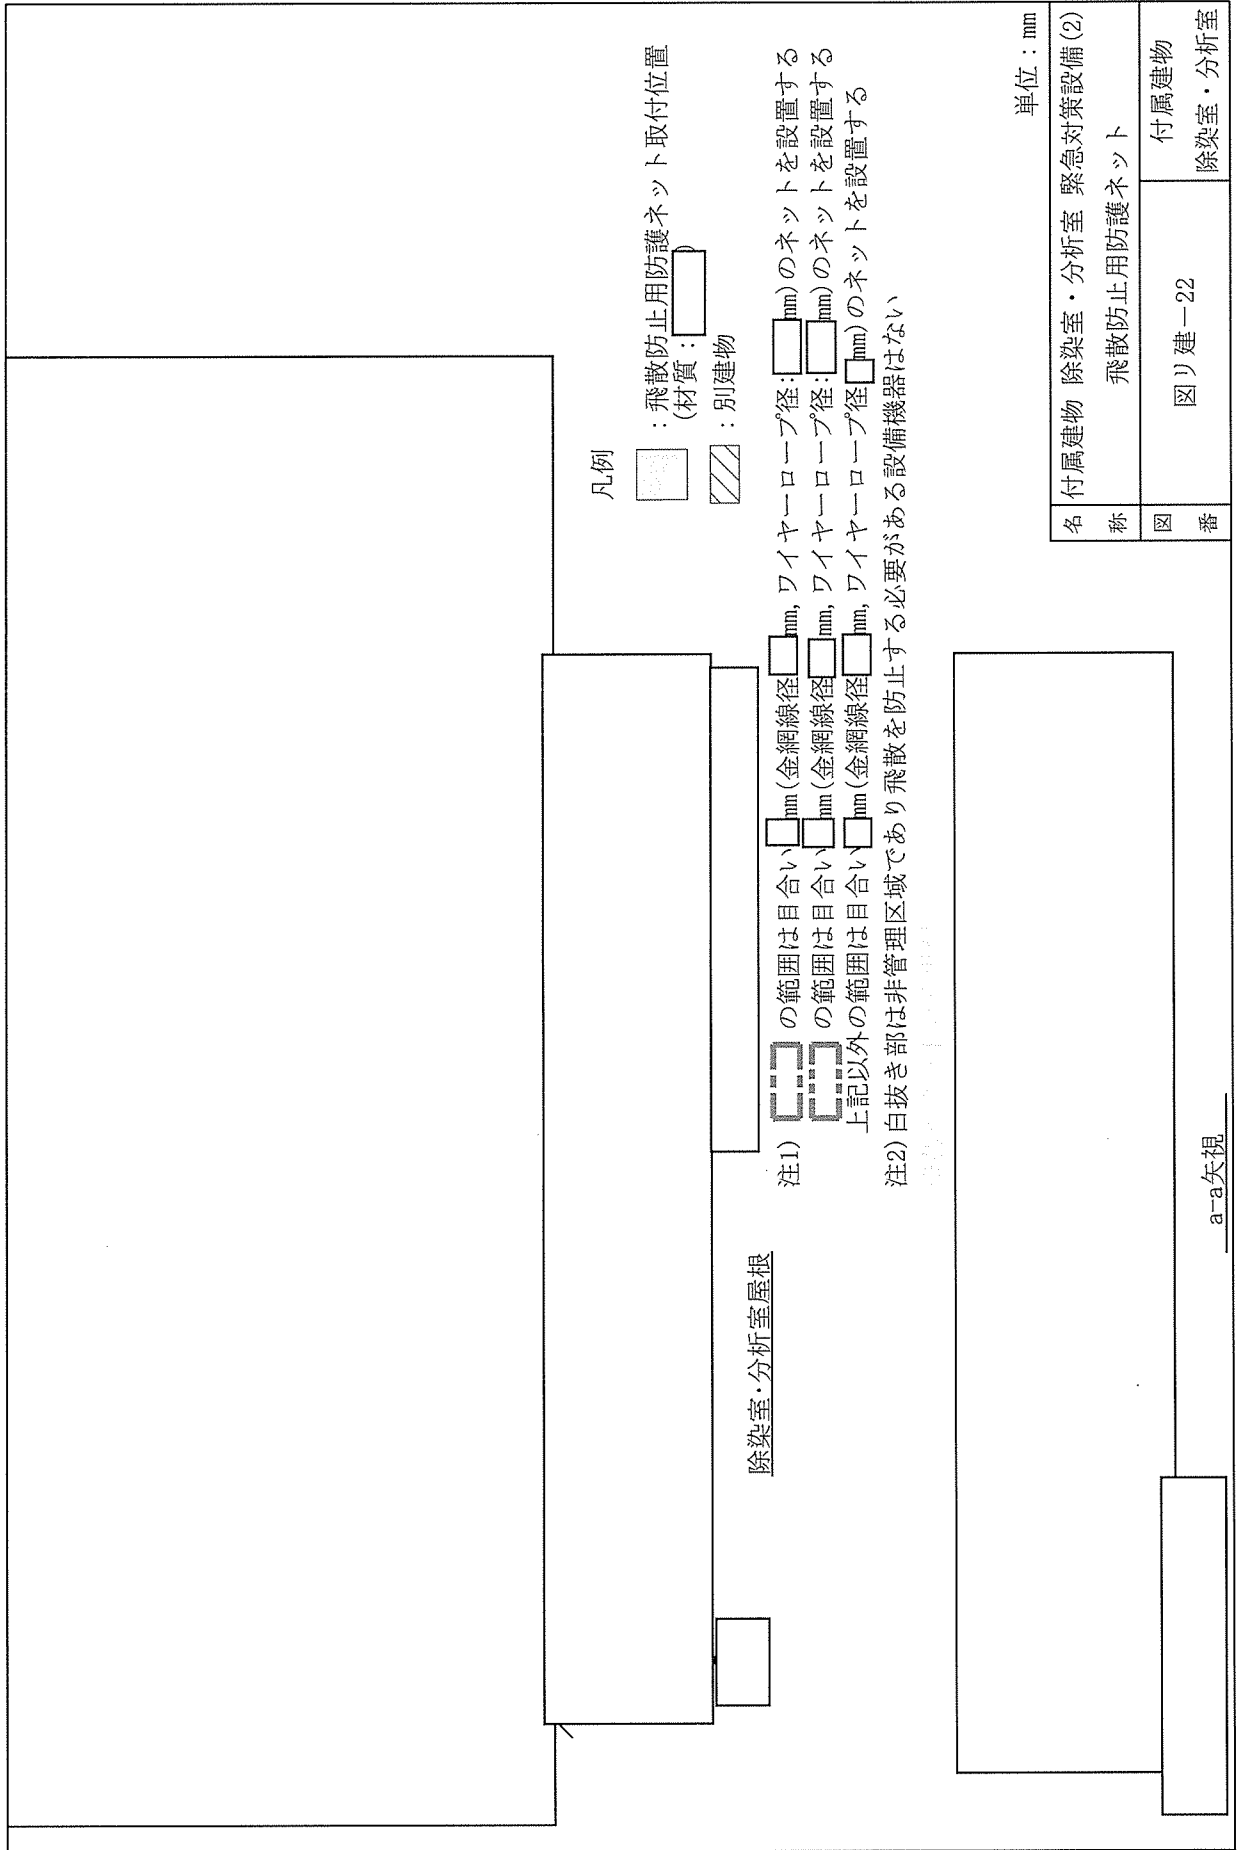 凡例
：飛散防止用防護ネット取付位置
(材質：)
：別建物
注1) の範囲は目合い mm(金網線径 mm, ワイヤーロープ径: mm)のネットを設置する
の範囲は目合い mm(金網線径 mm, ワイヤーロープ径: mm)のネットを設置する
上記以外の範囲は目合い mm(金網線径 mm, ワイヤーロープ径 mm)のネットを設置する
注2) 白抜き部は非管理区域であり飛散を防止する必要がある設備機器はない
除染室・分析室屋根
a-a矢視
単位：mm
名称 付属建物 除染室・分析室 緊急対策設備(2)
飛散防止用防護ネット
図番 図リ建－22
付属建物
除染室・分析室